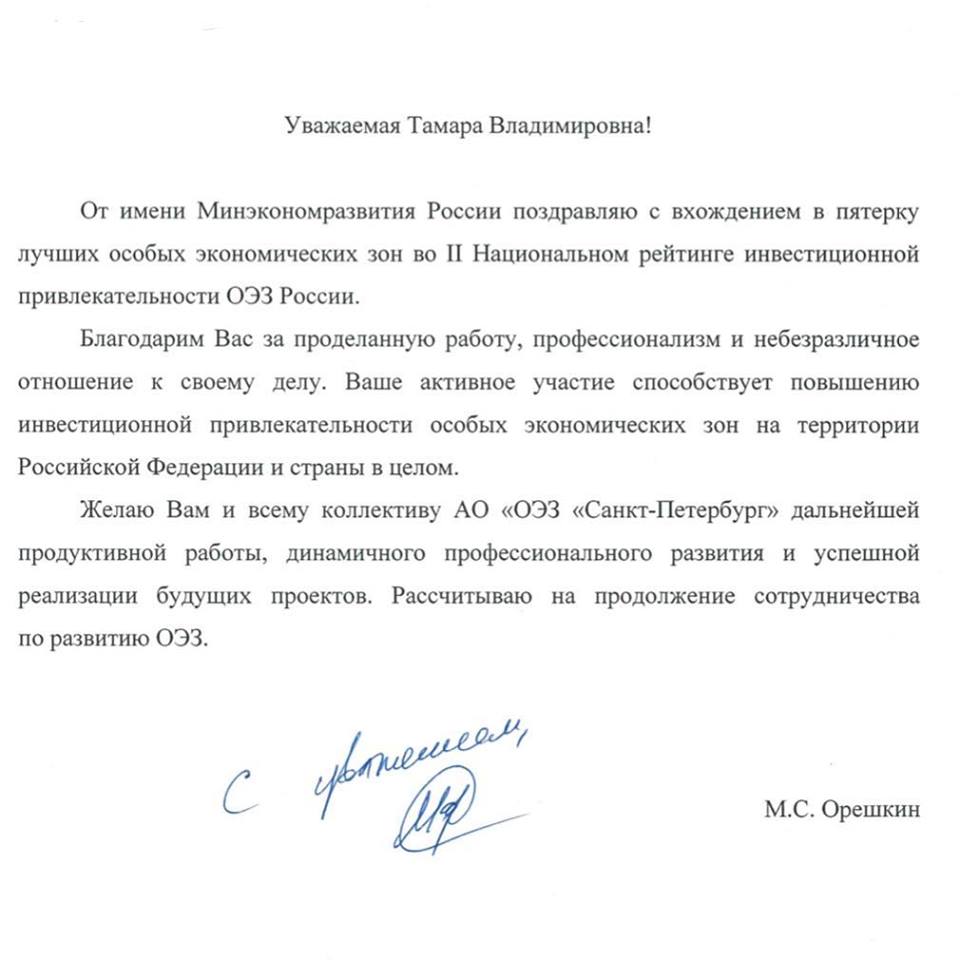 Уважаемая Тамара Владимировна!
От имени Минэкономразвития России поздравляю с вхождением в пятерку
лучших особых экономических зон во II Национальном рейтинге инвестиционной
привлекательности ОЭЗ России.
Благодарим Вас за проделанную работу, профессионализм и небезразличное
отношение к своему делу. Ваше активное участие способствует повышению
инвестиционной привлекательности особых экономических зон на территории
Российской Федерации и страны в целом.
Желаю Вам и всему коллективу АО «ОЭЗ «Санкт-Петербург» дальнейшей
продуктивной работы, динамичного профессионального развития и успешной
реализации будущих проектов. Рассчитываю на продолжение сотрудничества
по развитию ОЭЗ.
С уважением,
М.С. Орешкин